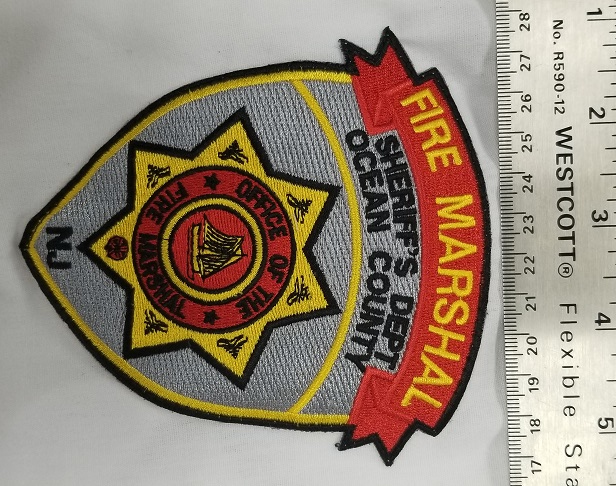 FIRE MARSHAL
SHERIFF'S DEPT
OCEAN COUNTY
OFFICE OF THE
FIRE MARSHAL
NJ
1 2 3 4 5
No. R590-12 WESTCOTT® Flexible Sta
28 27 26 25 24 23 22 21 20 19 18 17